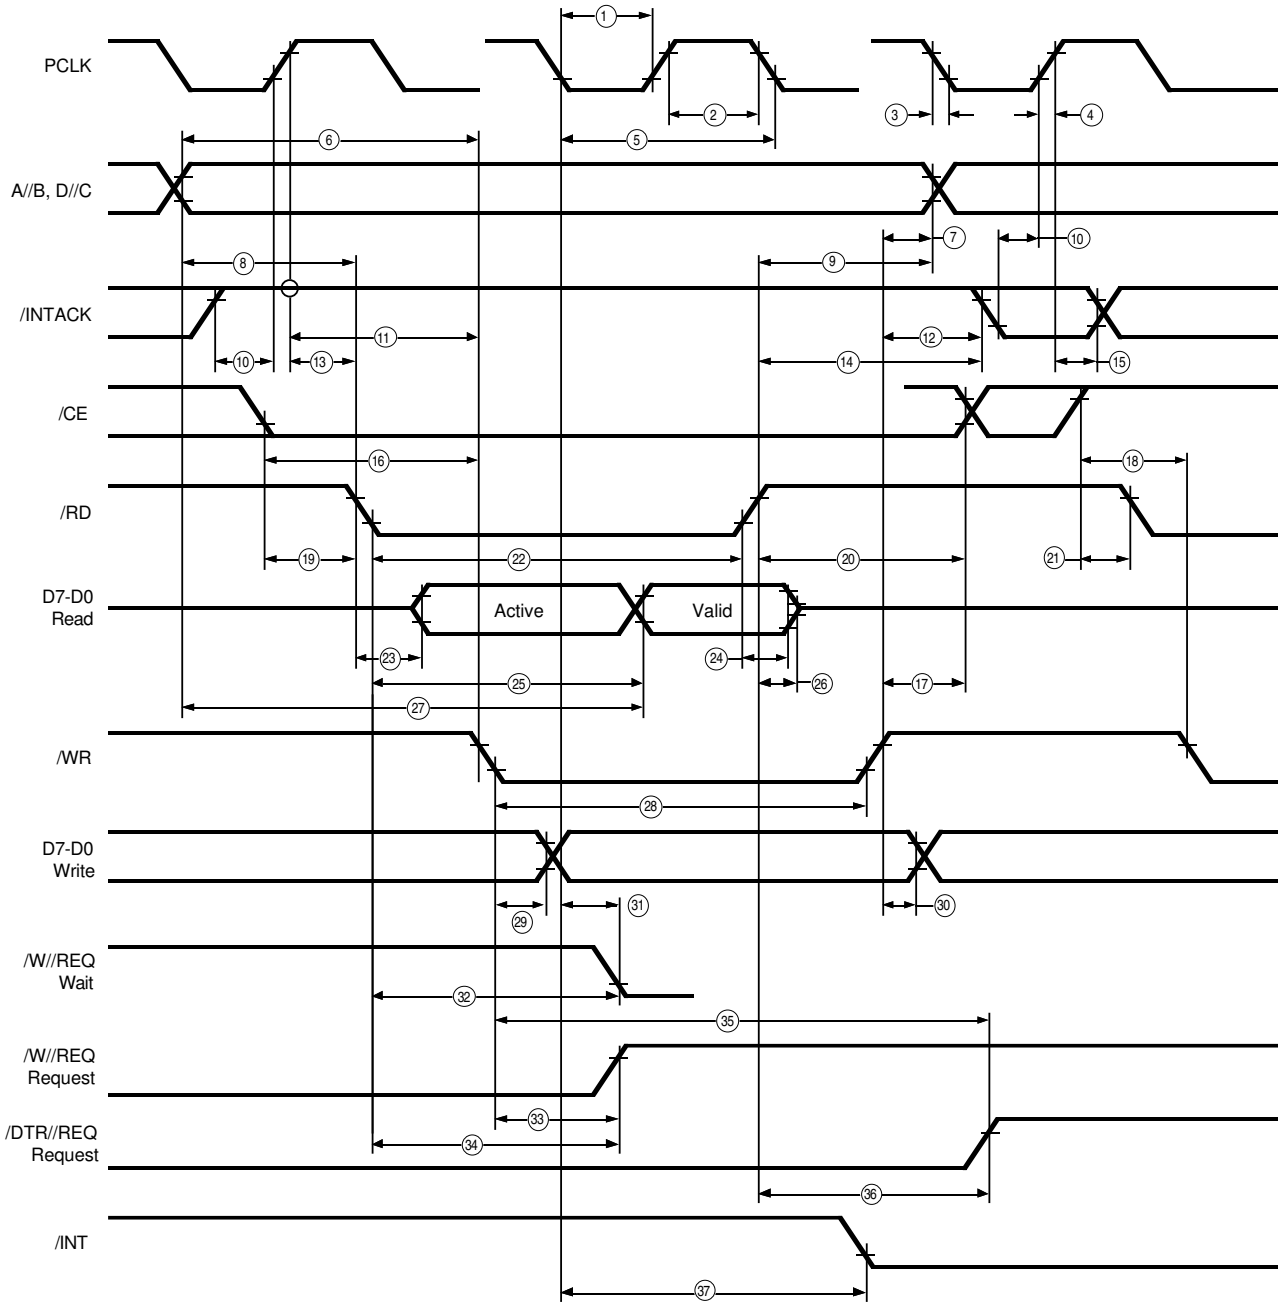 1
PCLK
3
2
4
6
5
A//B, D//C
7
10
8
9
/INTACK
11
12
10
13
14
15
/CE
16
18
/RD
19
22
20
21
D7-D0
Read
Active
Valid
23
24
25
26
17
27
/WR
28
D7-D0
Write
29
31
30
/W//REQ
Wait
32
35
/W//REQ
Request
33
/DTR//REQ
Request
34
36
/INT
37